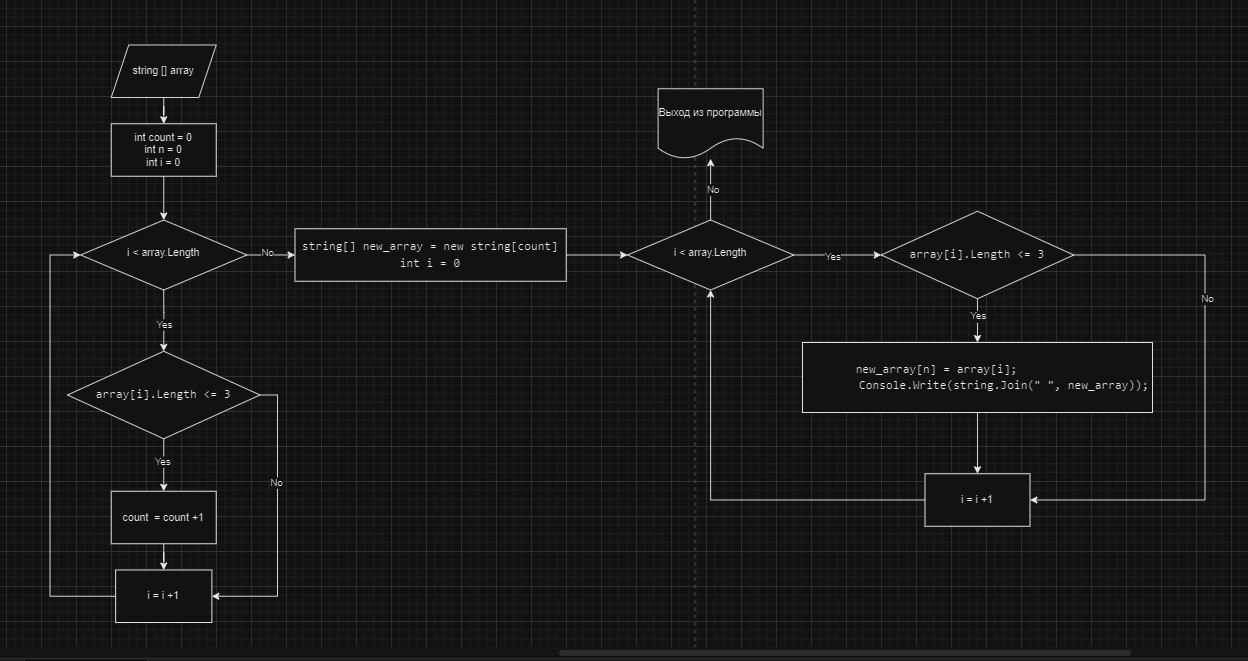 string [] array
int count = 0
int n = 0
int i = 0
i < array.Length
No
Yes
array[i].Length <= 3
Yes
No
count  = count +1
i = i +1
string[] new_array = new string[count]
int i = 0
Выход из программы
No
i < array.Length
Yes
array[i].Length <= 3
No
Yes
new_array[n] = array[i];
Console.Write(string.Join(" ", new_array));
i = i +1